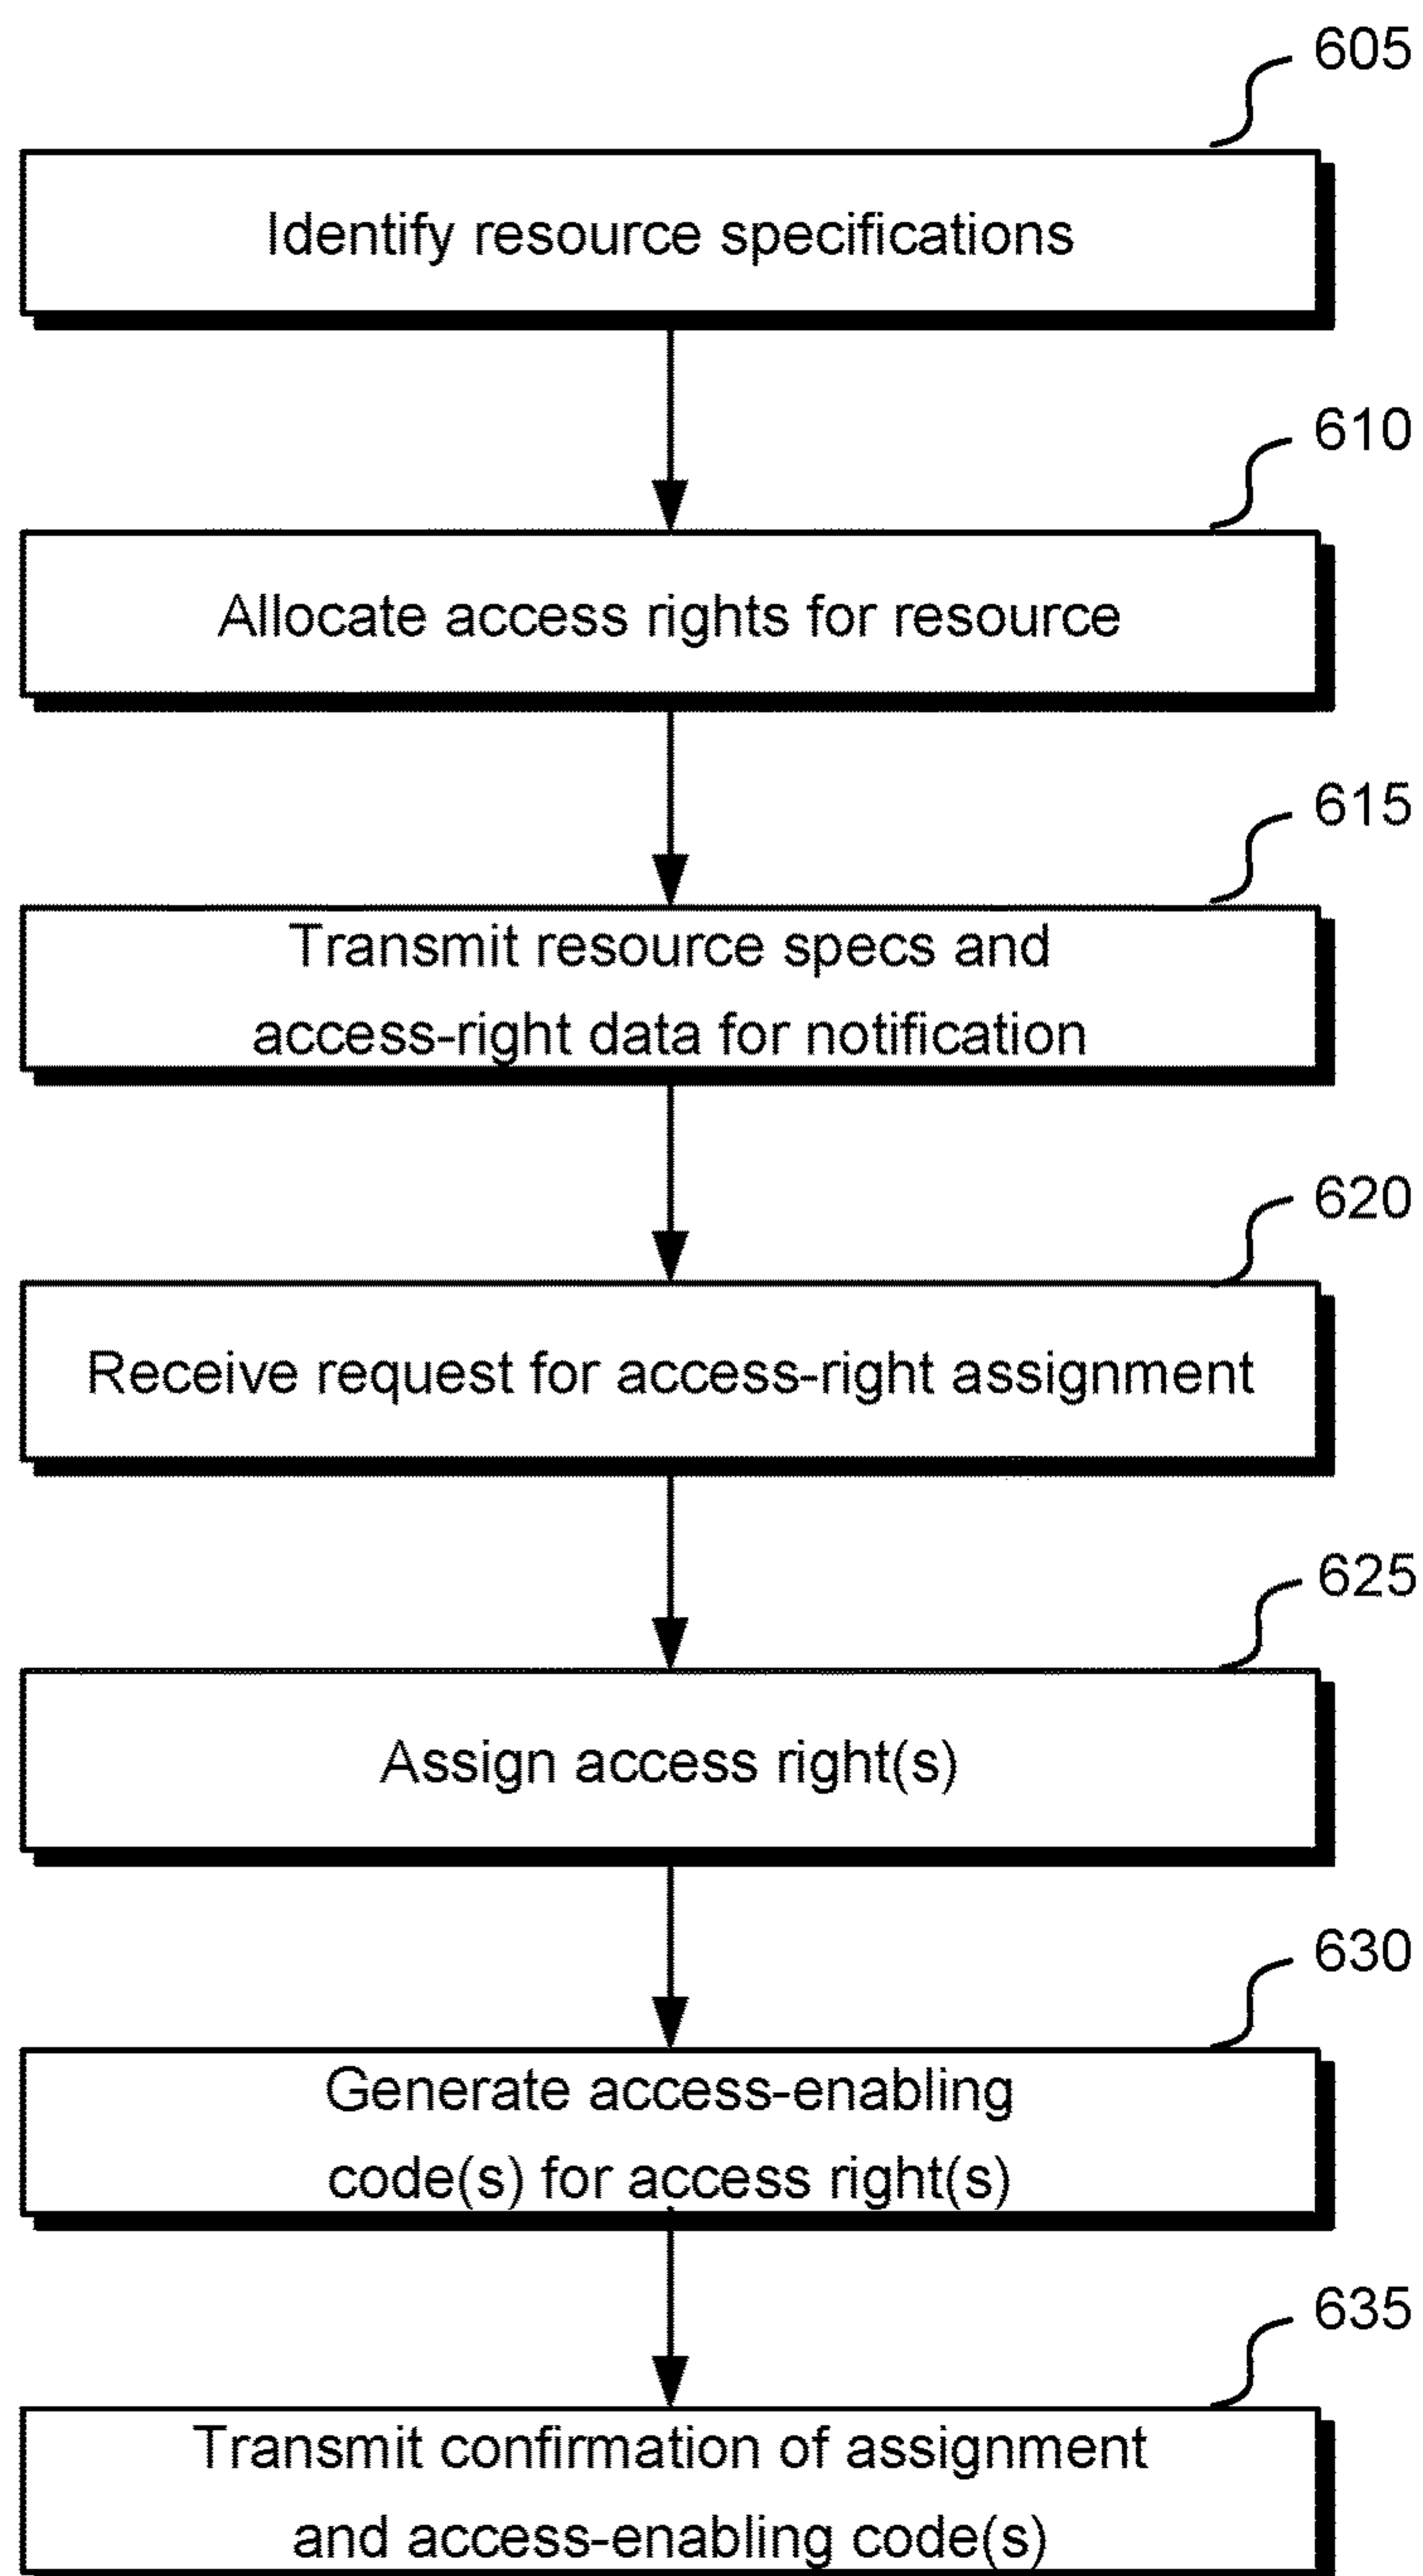 605
Identify resource specifications
610
Allocate access rights for resource
615
Transmit resource specs and
access-right data for notification
620
Receive request for access-right assignment
625
Assign access right(s)
630
Generate access-enabling
code(s) for access right(s)
635
Transmit confirmation of assignment
and access-enabling code(s)